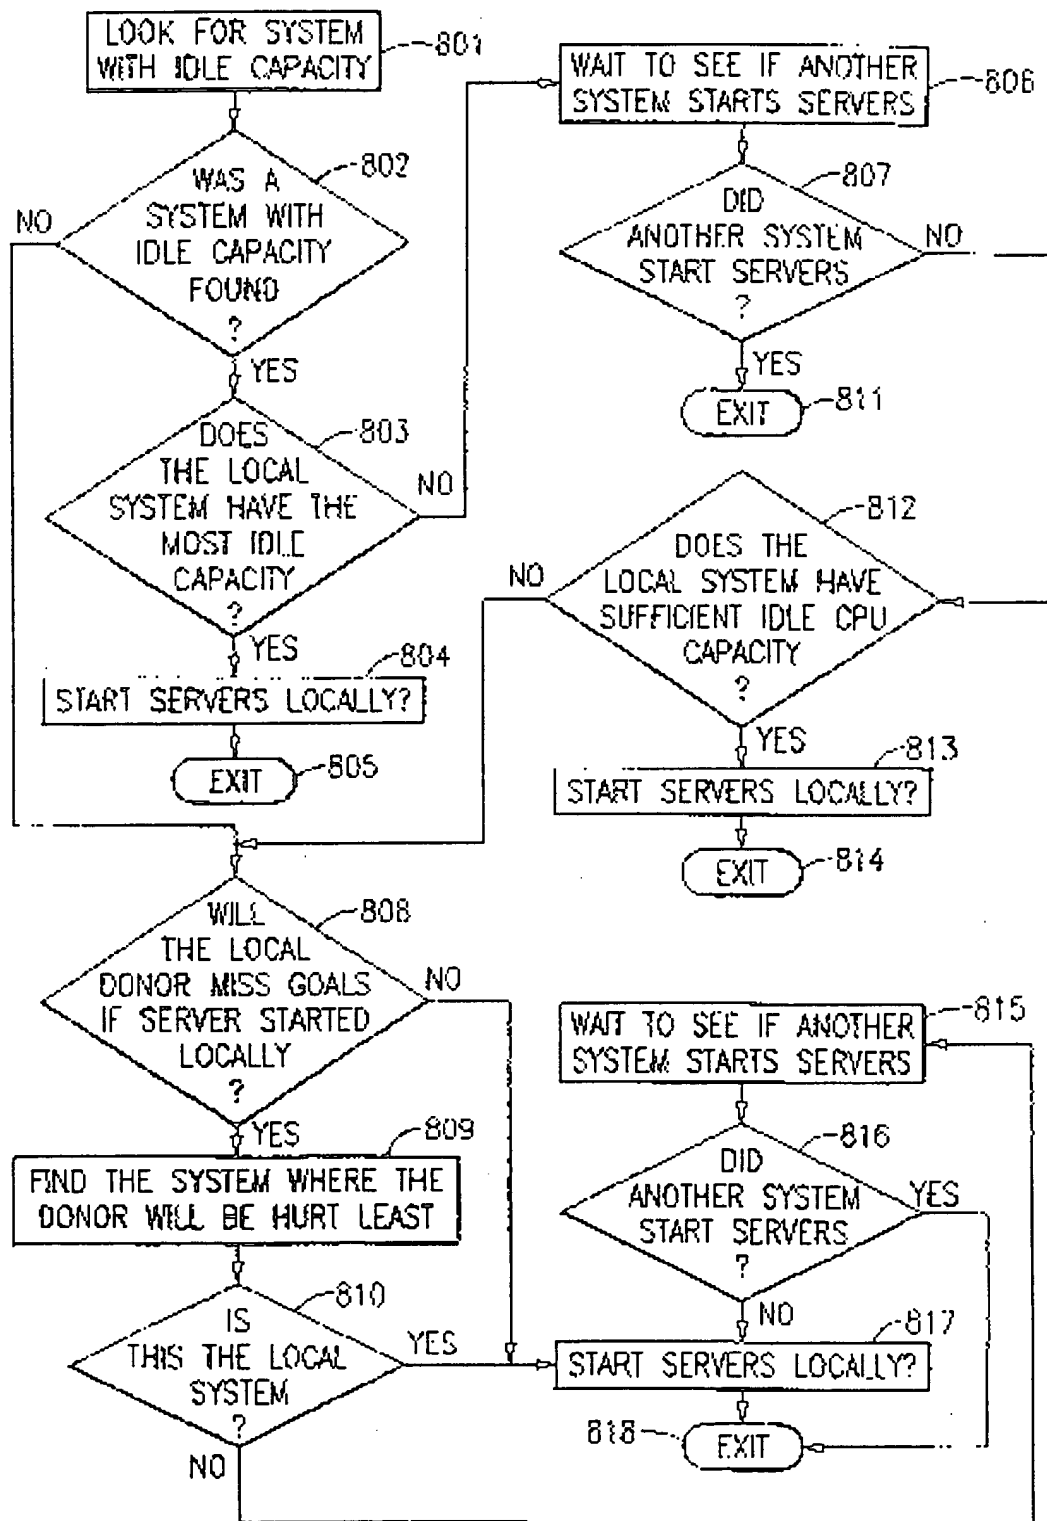 LOOK FOR SYSTEM
WITH IDLE CAPACITY
801
802
WAS A
SYSTEM WITH
IDLE CAPACITY
FOUND
?
NO
YES
803
DOES
THE LOCAL
SYSTEM HAVE THE
MOST IDLE
CAPACITY
?
NO
YES
804
START SERVERS LOCALLY?
EXIT
805
WAIT TO SEE IF ANOTHER
SYSTEM STARTS SERVERS
806
807
DID
ANOTHER SYSTEM
START SERVERS
?
NO
YES
EXIT
811
812
DOES THE
LOCAL SYSTEM HAVE
SUFFICIENT IDLE CPU
CAPACITY
?
NO
YES
813
START SERVERS LOCALLY?
EXIT
814
808
WILL
THE LOCAL
DONOR MISS GOALS
IF SERVER STARTED
LOCALLY
?
NO
YES
809
FIND THE SYSTEM WHERE THE
DONOR WILL BE HURT LEAST
810
IS
THIS THE LOCAL
SYSTEM
?
YES
NO
WAIT TO SEE IF ANOTHER
SYSTEM STARTS SERVERS
815
816
DID
ANOTHER SYSTEM
START SERVERS
?
YES
NO
817
START SERVERS LOCALLY?
818
EXIT